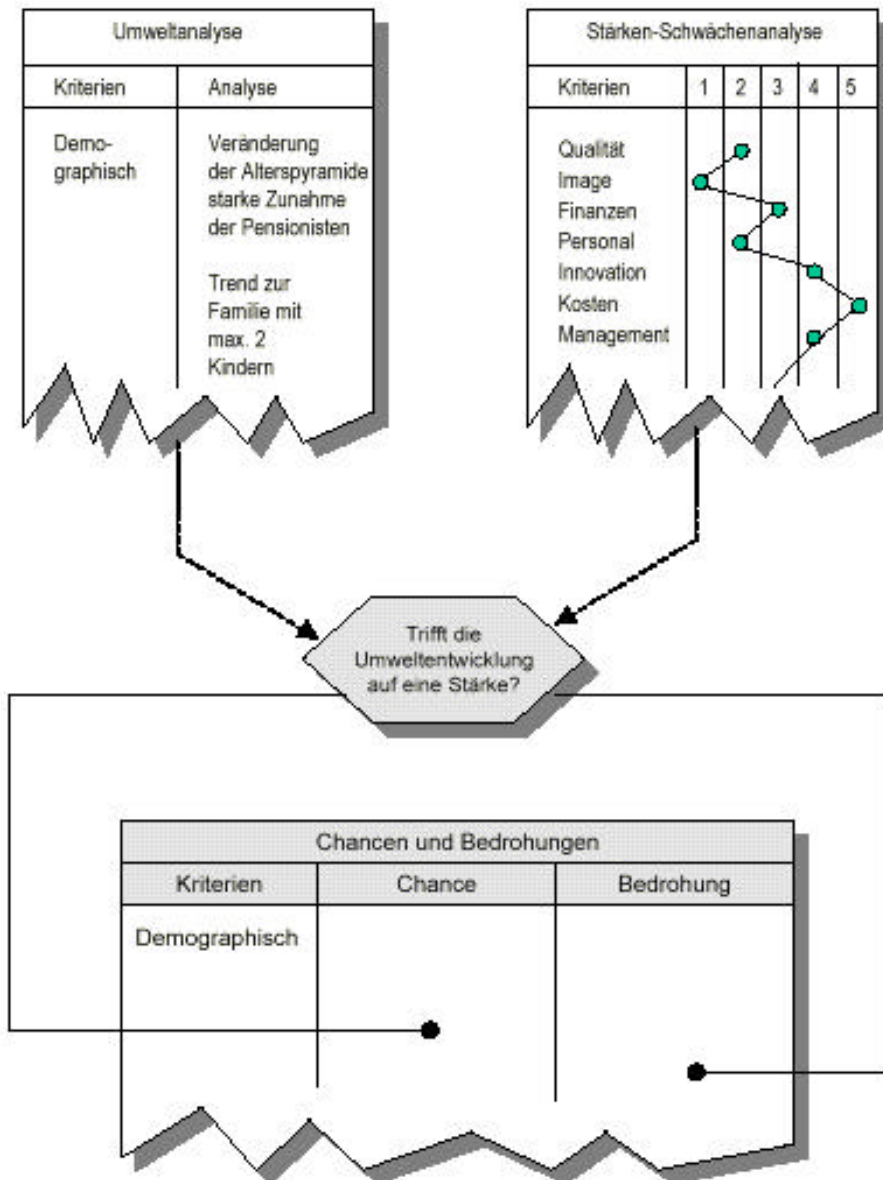 Umweltanalyse
Kriterien Analyse
Demo-
graphisch
Veränderung
der Alterspyramide
starke Zunahme
der Pensionisten
Trend zur
Familie mit
max. 2
Kindern
Stärken-Schwächenanalyse
Kriterien 1 2 3 4 5
Qualität
Image
Finanzen
Personal
Innovation
Kosten
Management
Trifft die
Umweltentwicklung
auf eine Stärke?
Chancen und Bedrohungen
Kriterien Chance Bedrohung
Demographisch